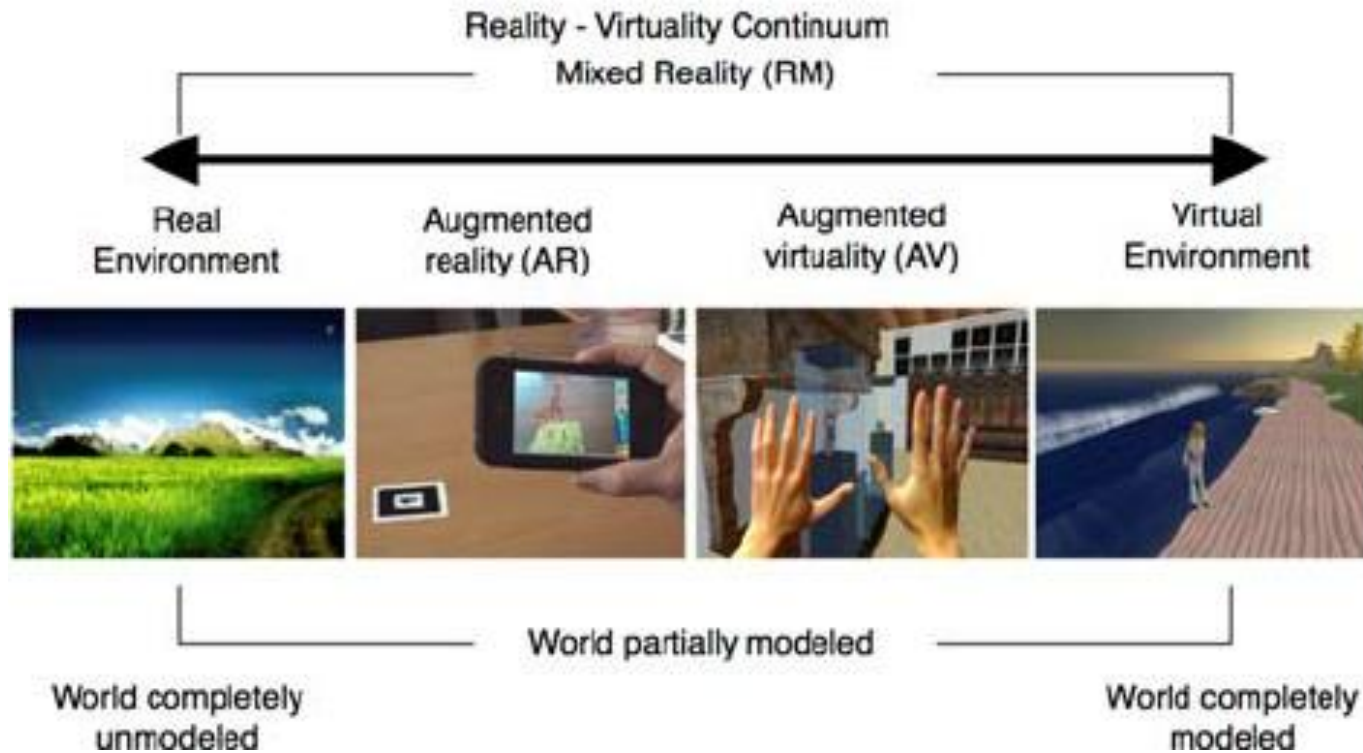 Reality - Virtuality Continuum
Mixed Reality (RM)
Real
Environment
Augmented
reality (AR)
Augmented
virtuality (AV)
Virtual
Environment
World partially modeled
World completely
unmodeled
World completely
modeled